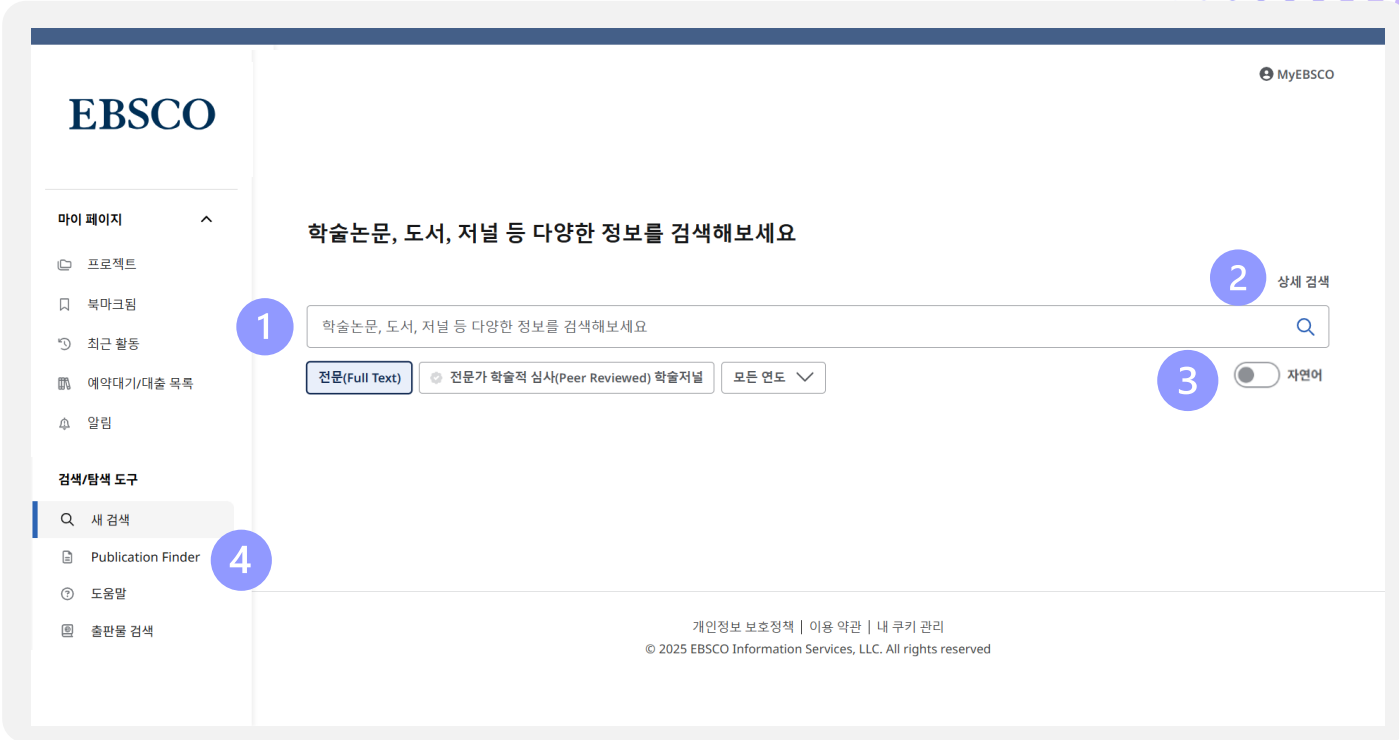 MyEBSCO
EBSCO
마이 페이지
프로젝트
북마크됨
최근 활동
예약대기/대출 목록
알림
검색/탐색 도구
새 검색
Publication Finder
4
도움말
출판물 검색
학술논문, 도서, 저널 등 다양한 정보를 검색해보세요
2
상세 검색
1
학술논문, 도서, 저널 등 다양한 정보를 검색해보세요
전문(Full Text)
전문가 학술적 심사(Peer Reviewed) 학술저널
모든 연도
3
자연어
개인정보 보호정책 | 이용 약관 | 내 쿠키 관리
© 2025 EBSCO Information Services, LLC. All rights reserved